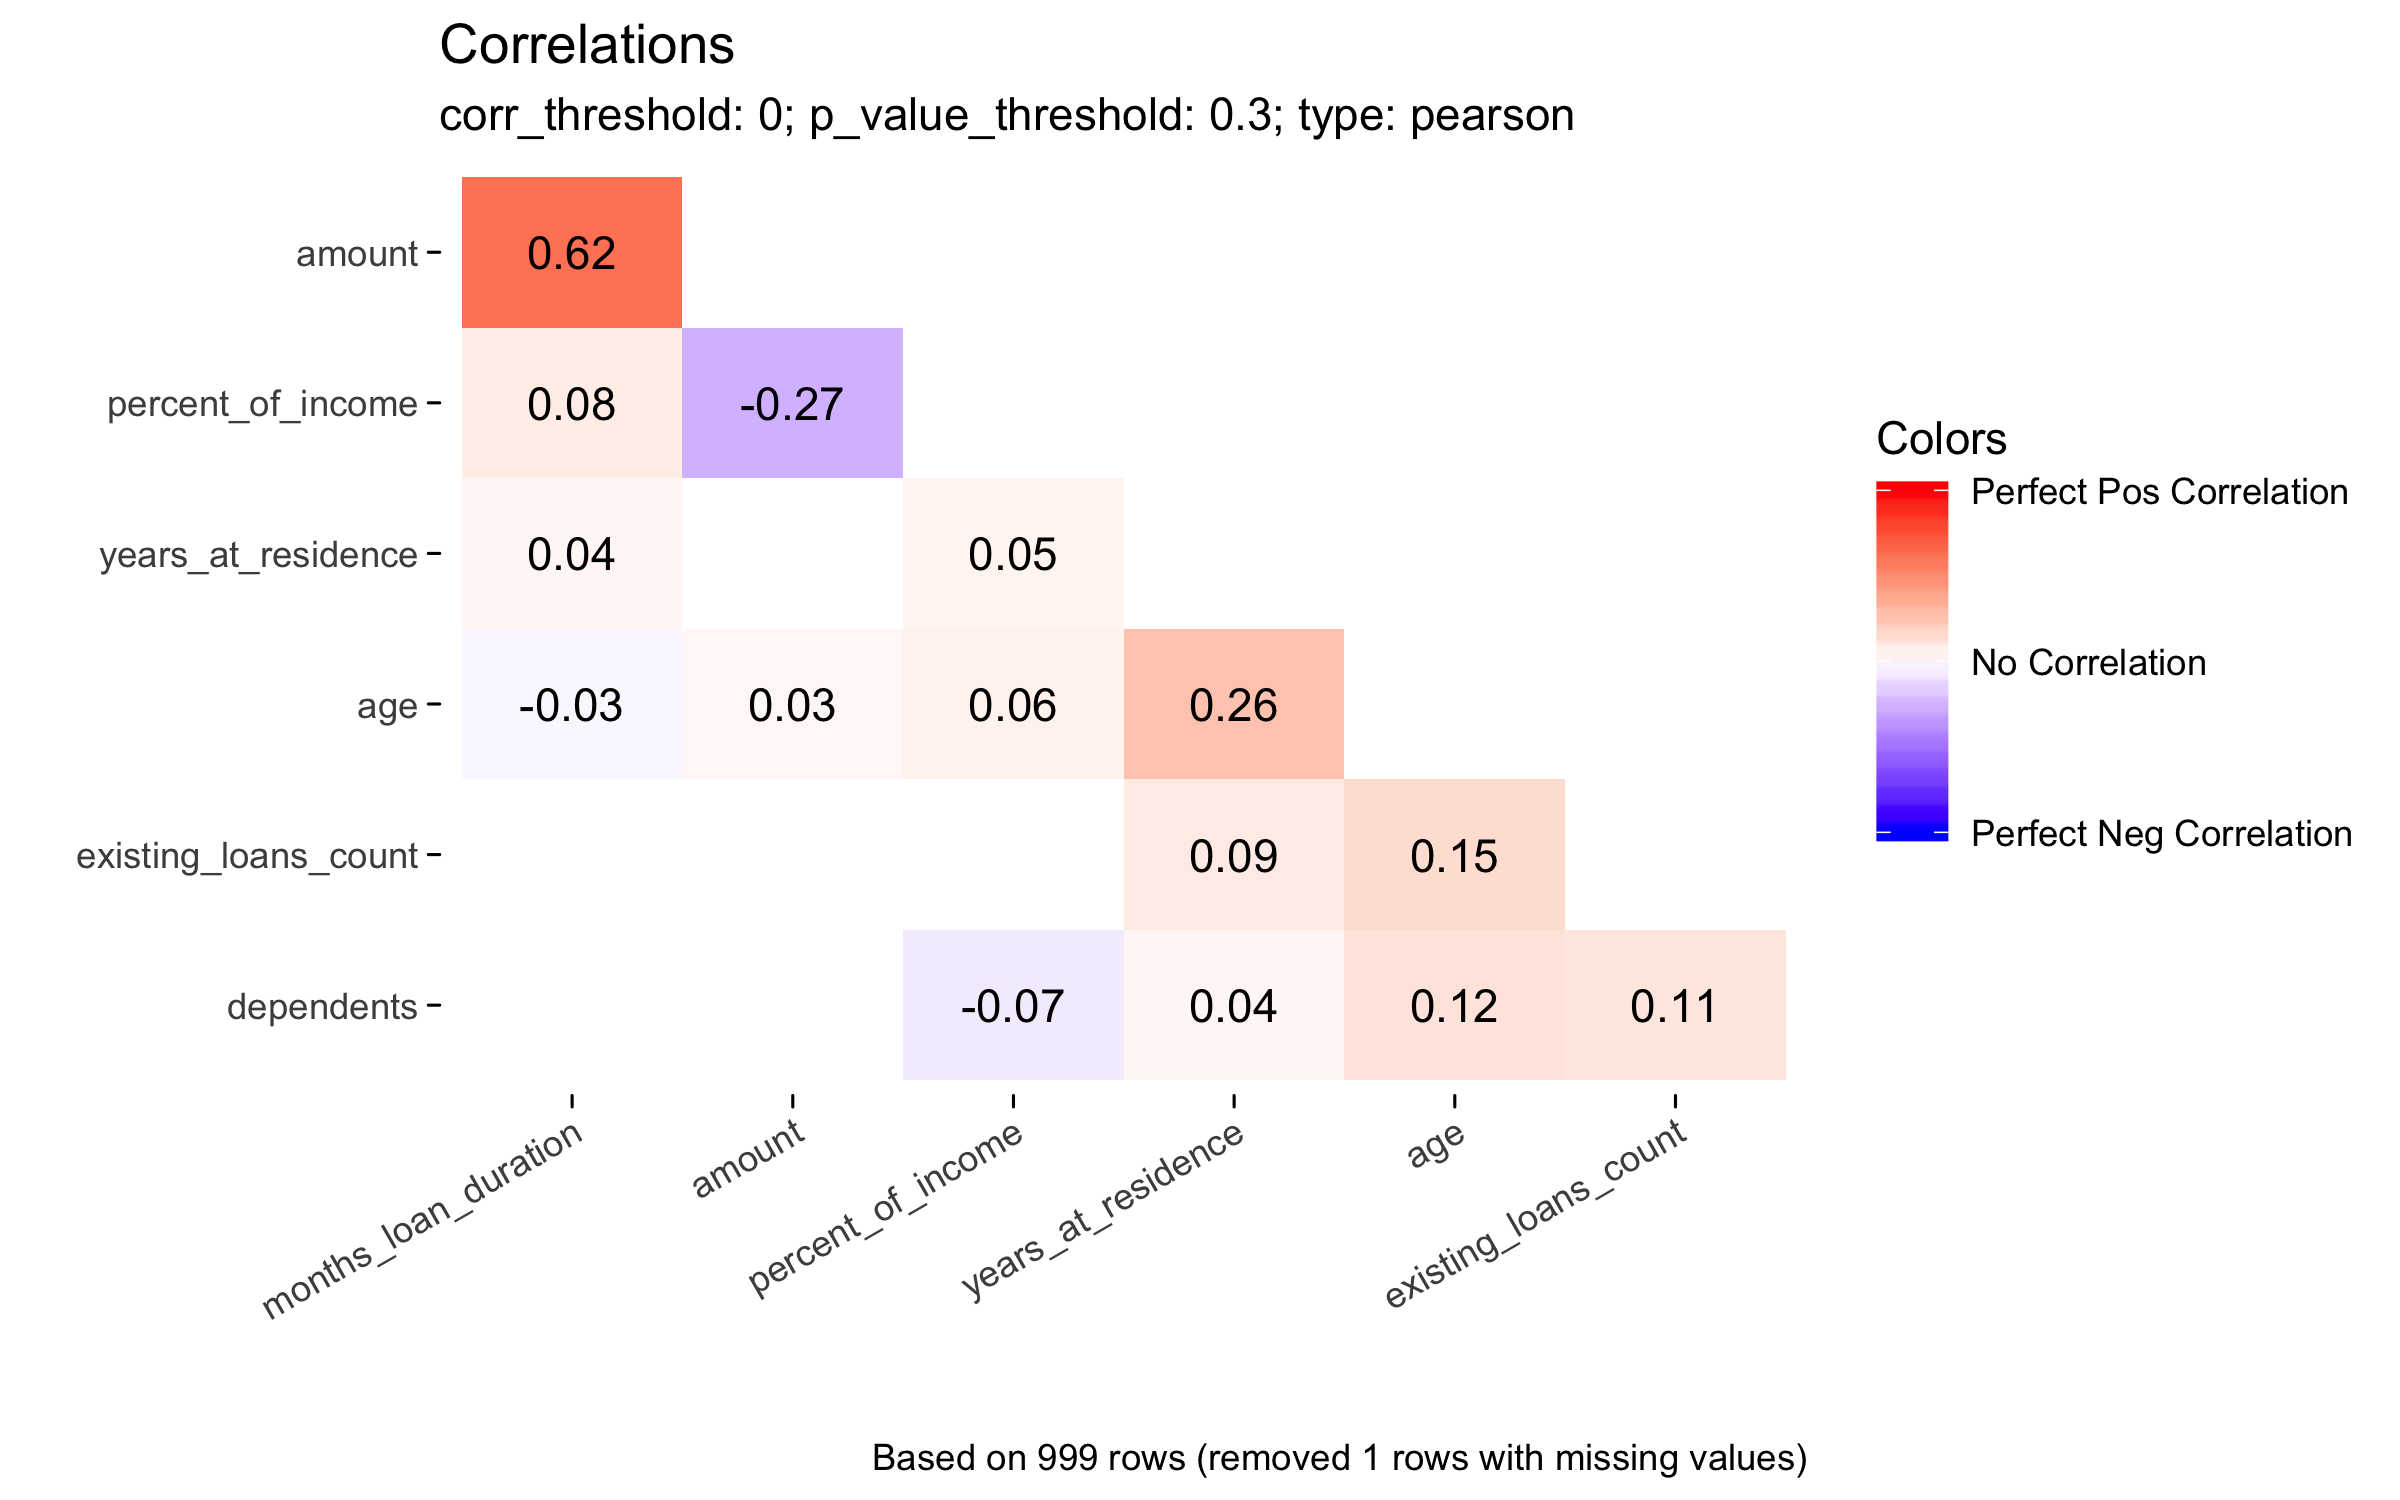 Correlations
corr_threshold: 0; p_value_threshold: 0.3; type: pearson
amount
0.62
percent_of_income
0.08
-0.27
years_at_residence
0.04
0.05
age
-0.03
0.03
0.06
0.26
existing_loans_count
0.09
0.15
dependents
-0.07
0.04
0.12
0.11
months_loan_duration
amount
percent_of_income
years_at_residence
age
existing_loans_count
Colors
Perfect Pos Correlation
No Correlation
Perfect Neg Correlation
Based on 999 rows (removed 1 rows with missing values)